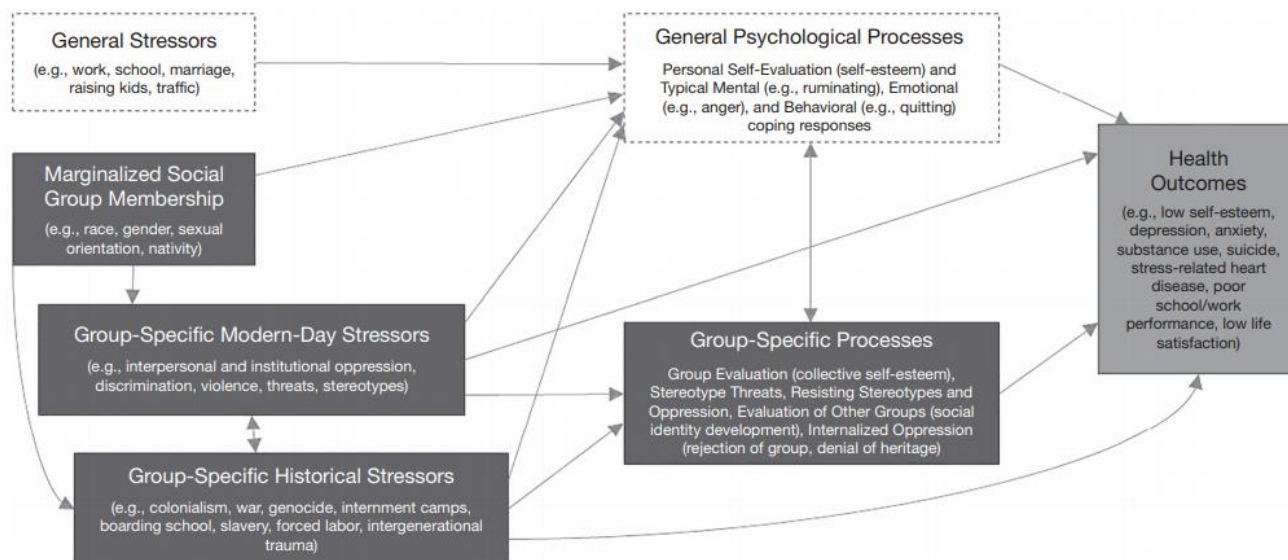 General Stressors
(e.g., work, school, marriage,
raising kids, traffic)
General Psychological Processes
Personal Self-Evaluation (self-esteem) and
Typical Mental (e.g., ruminating), Emotional
(e.g., anger), and Behavioral (e.g., quitting)
coping responses
Marginalized Social
Group Membership
(e.g., race, gender, sexual
orientation, nativity)
Health
Outcomes
(e.g., low self-esteem,
depression, anxiety,
substance use, suicide,
stress-related heart
disease, poor
school/work
performance, low life
satisfaction)
Group-Specific Modern-Day Stressors
(e.g., interpersonal and institutional oppression,
discrimination, violence, threats, stereotypes)
Group-Specific Processes
Group Evaluation (collective self-esteem),
Stereotype Threats, Resisting Stereotypes and
Oppression, Evaluation of Other Groups (social
identity development), Internalized Oppression
(rejection of group, denial of heritage)
Group-Specific Historical Stressors
(e.g., colonialism, war, genocide, internment camps,
boarding school, slavery, forced labor, intergenerational
trauma)